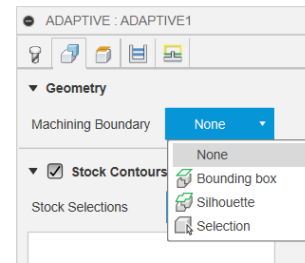 ADAPTIVE : ADAPTIVE1
Geometry
Machining Boundary None
None
Bounding box
Stock Contours
Silhouette
Stock Selections
Selection